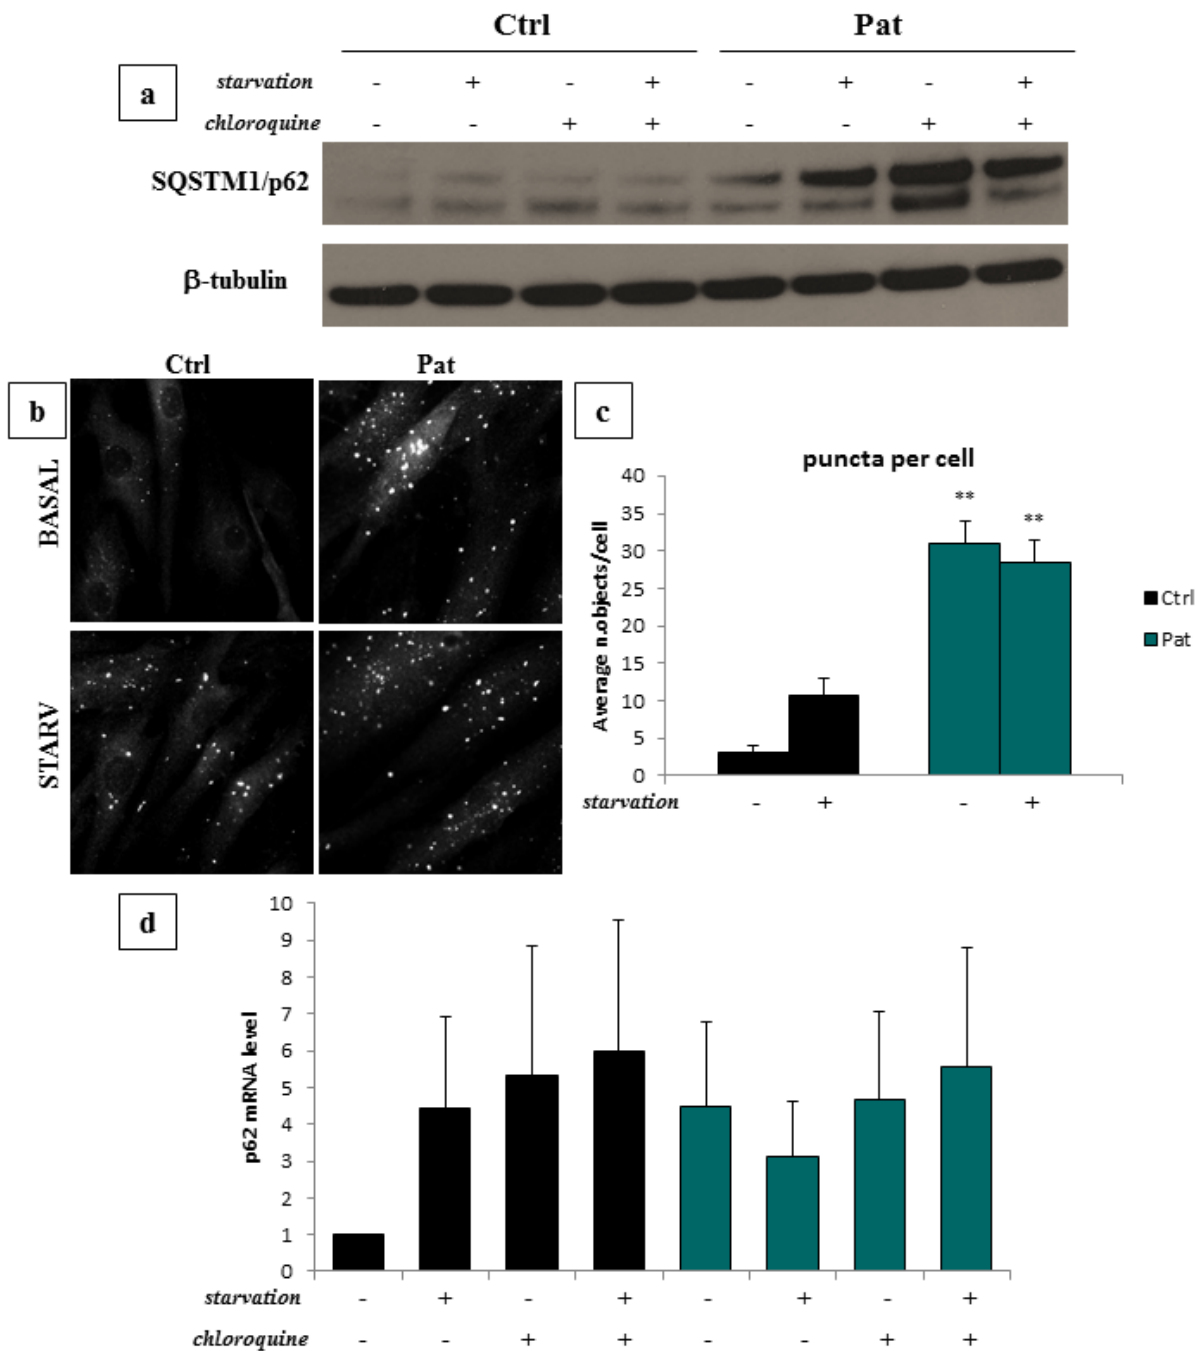 Ctrl Pat
a
starvation - + - + - + - +
chloroquine - - + + - - + +
SQSTM1/p62
β-tubulin
Ctrl Pat
b
BASAL
STARV
c
puncta per cell
Average n.objects/cell
40
35
30
25
20
15
10
5
0
** **
starvation - + - +
Ctrl
Pat
d
p62 mRNA level
10
9
8
7
6
5
4
3
2
1
0
starvation - + - + - + - +
chloroquine - - + + - - + +